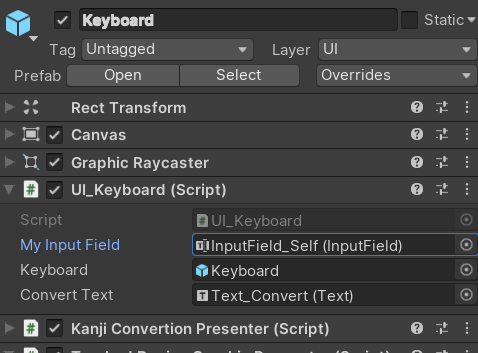 Keyboard
Static
Tag Untagged Layer UI
Prefab Open Select Overrides
Rect Transform
Canvas
Graphic Raycaster
# UI_Keyboard (Script)
Script # UI_Keyboard
My Input Field InputField_Self (InputField)
Keyboard Keyboard
Convert Text T Text_Convert (Text)
# Kanji Convertion Presenter (Script)